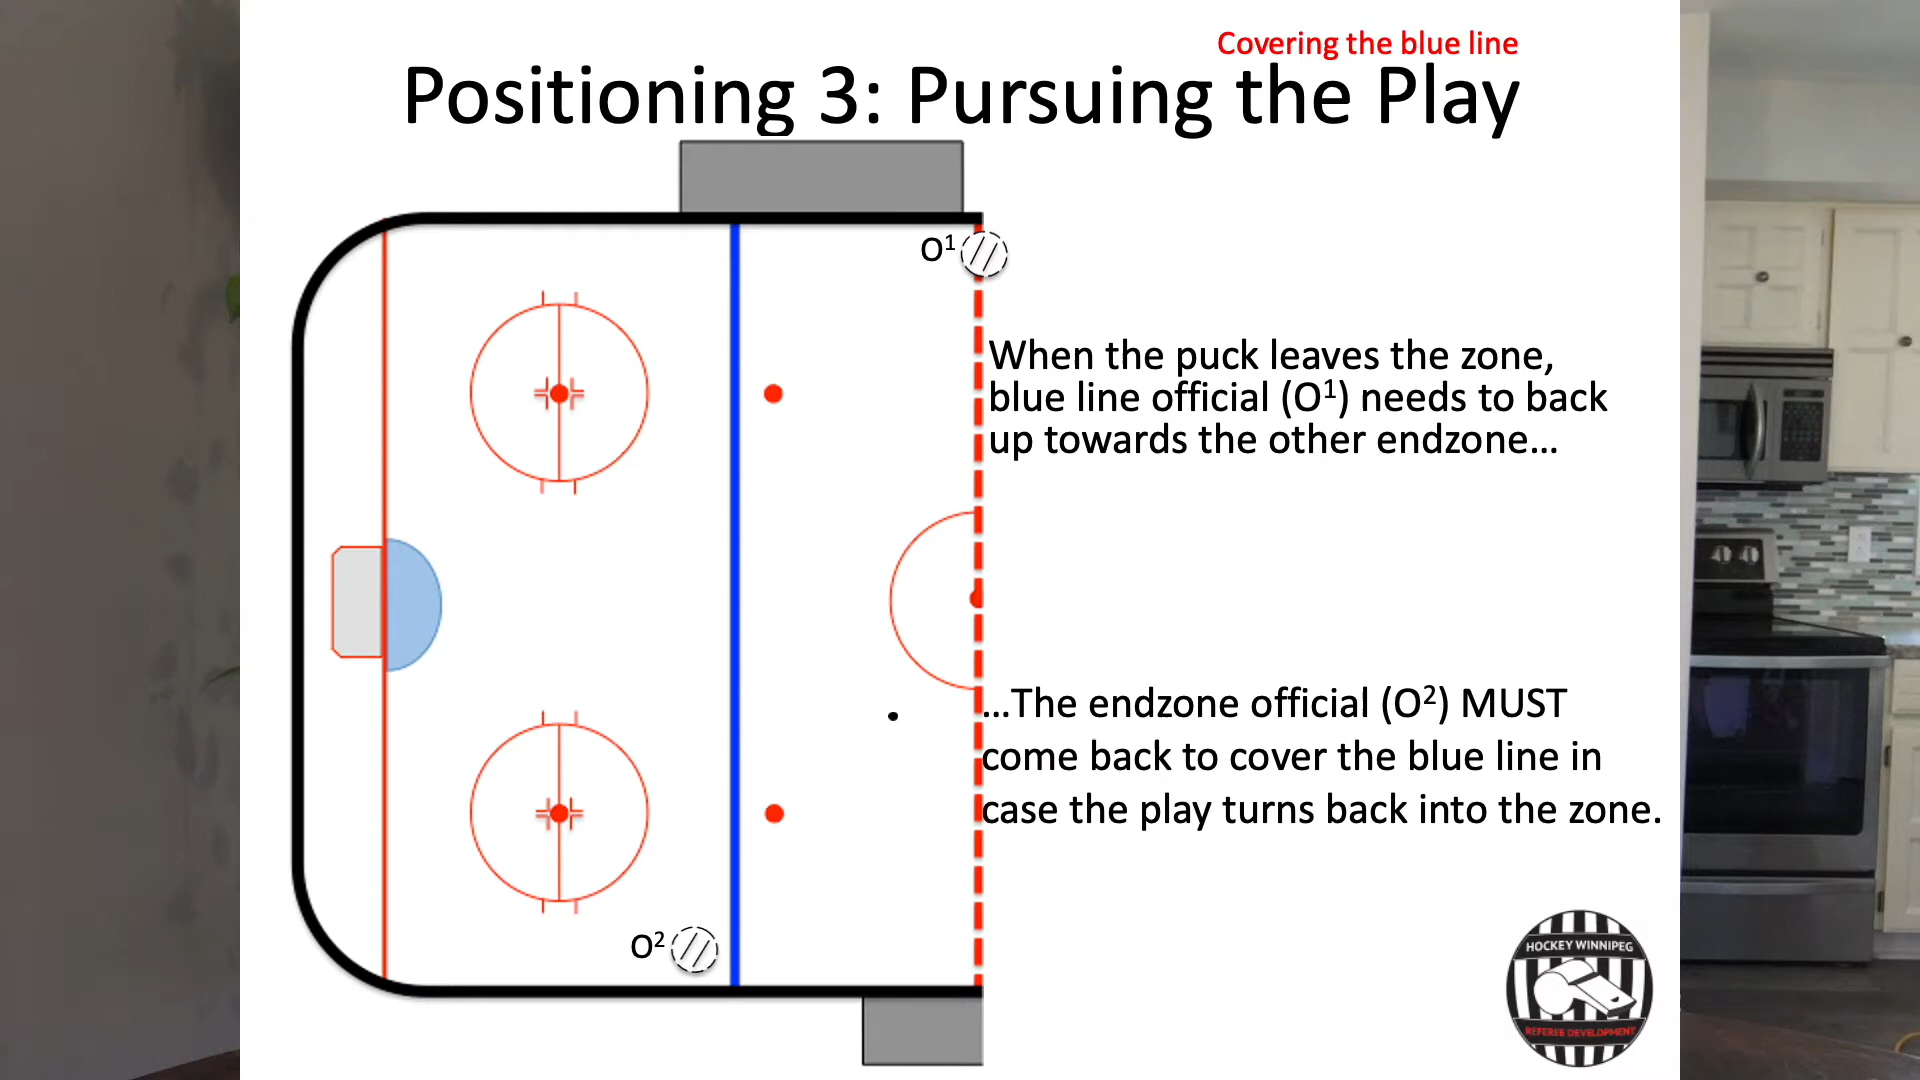 Covering the blue line
Positioning 3: Pursuing the Play
O¹
When the puck leaves the zone,
blue line official (O¹) needs to back
up towards the other endzone...
...The endzone official (O²) MUST
come back to cover the blue line in
case the play turns back into the zone.
O²
HOCKEY WINNIPEG
REFEREE DEVELOPMENT